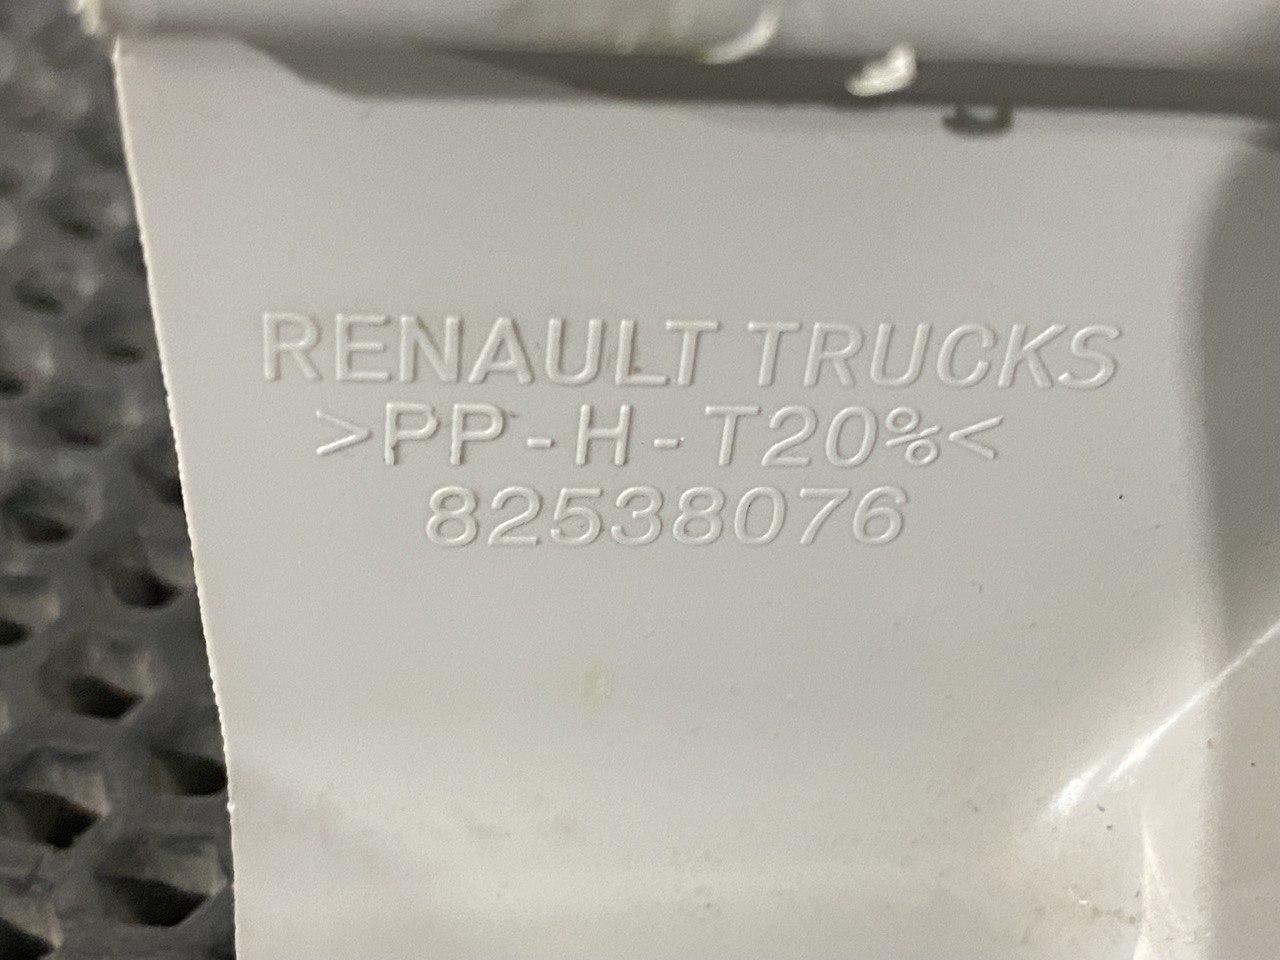 RENAULT TRUCKS
>PP-H-T20%<
82538076